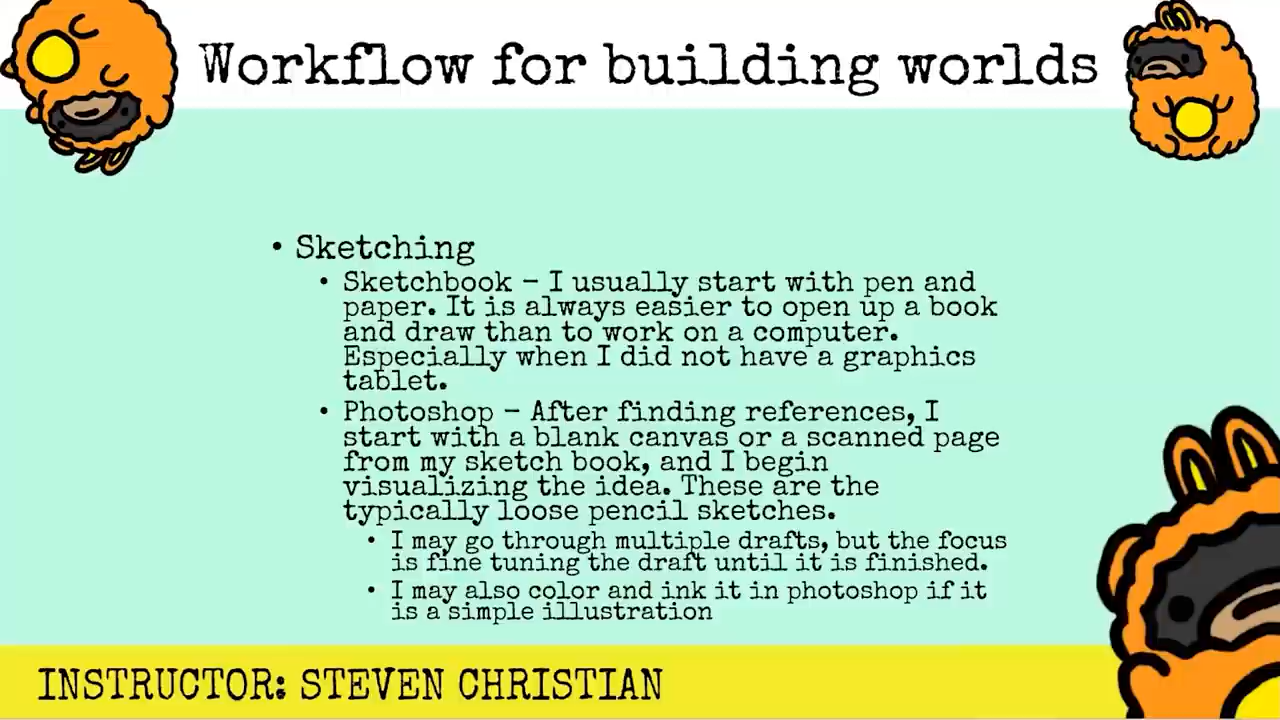 Workflow for building worlds
• Sketching
• Sketchbook – I usually start with pen and
paper. It is always easier to open up a book
and draw than to work on a computer.
Especially when I did not have a graphics
tablet.
• Photoshop – After finding references, I
start with a blank canvas or a scanned page
from my sketch book, and I begin
visualizing the idea. These are the
typically loose pencil sketches.
• I may go through multiple drafts, but the focus
is fine tuning the draft until it is finished.
• I may also color and ink it in photoshop if it
is a simple illustration
INSTRUCTOR: STEVEN CHRISTIAN